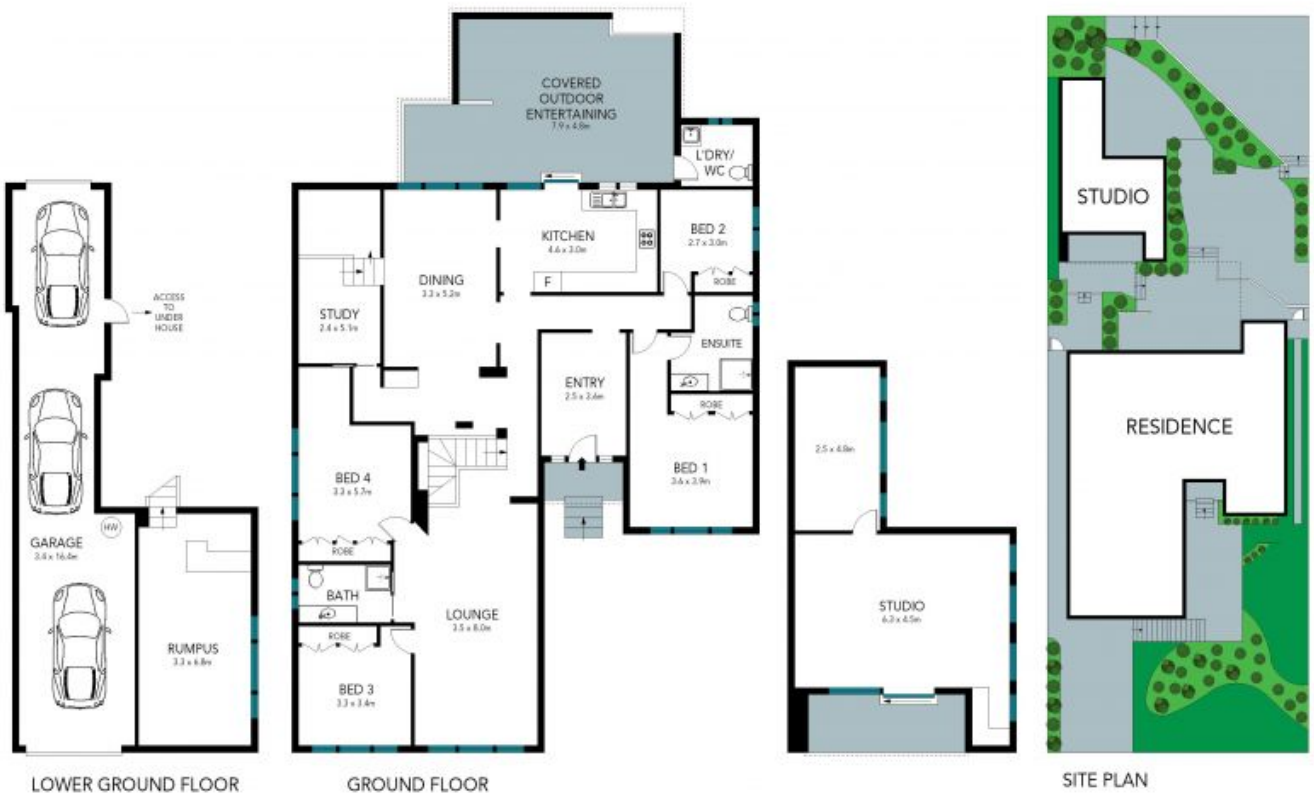 ACCESS
TO
UNDER
HOUSE
HW
GARAGE
3.4 x 16.4m
RUMPUS
3.3 x 6.8m
LOWER GROUND FLOOR
COVERED
OUTDOOR
ENTERTAINING
7.9 x 4.8m
L'DRY/
WC
KITCHEN
4.6 x 3.0m
F
BED 2
2.7 x 3.0m
ROBE
DINING
3.3 x 5.2m
STUDY
2.4 x 5.1m
ENSUITE
ENTRY
2.5 x 3.6m
ROBE
BED 1
3.6 x 3.9m
BED 4
3.3 x 5.7m
ROBE
BATH
LOUNGE
3.5 x 8.0m
ROBE
BED 3
3.3 x 3.4m
GROUND FLOOR
2.5 x 4.8m
STUDIO
6.3 x 4.5m
STUDIO
RESIDENCE
SITE PLAN